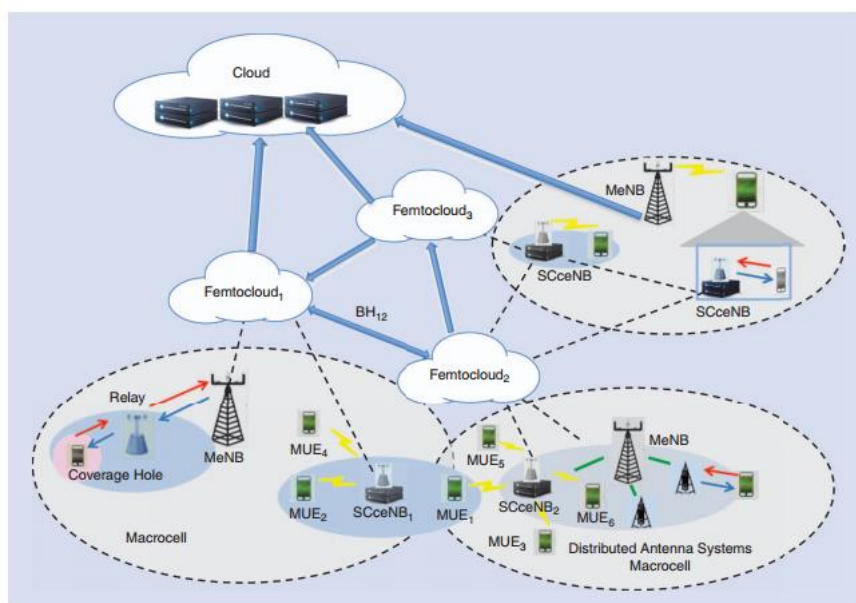 Cloud
MeNB
Femtocloud3
SCceNB
Femtocloud1
SCceNB
BH12
Femtocloud2
Relay
MUE4
MeNB
MUE5
MeNB
Coverage Hole
MUE2
SCceNB1
MUE1
SCceNB2
MUE6
MUE3
Macrocell
Distributed Antenna Systems
Macrocell